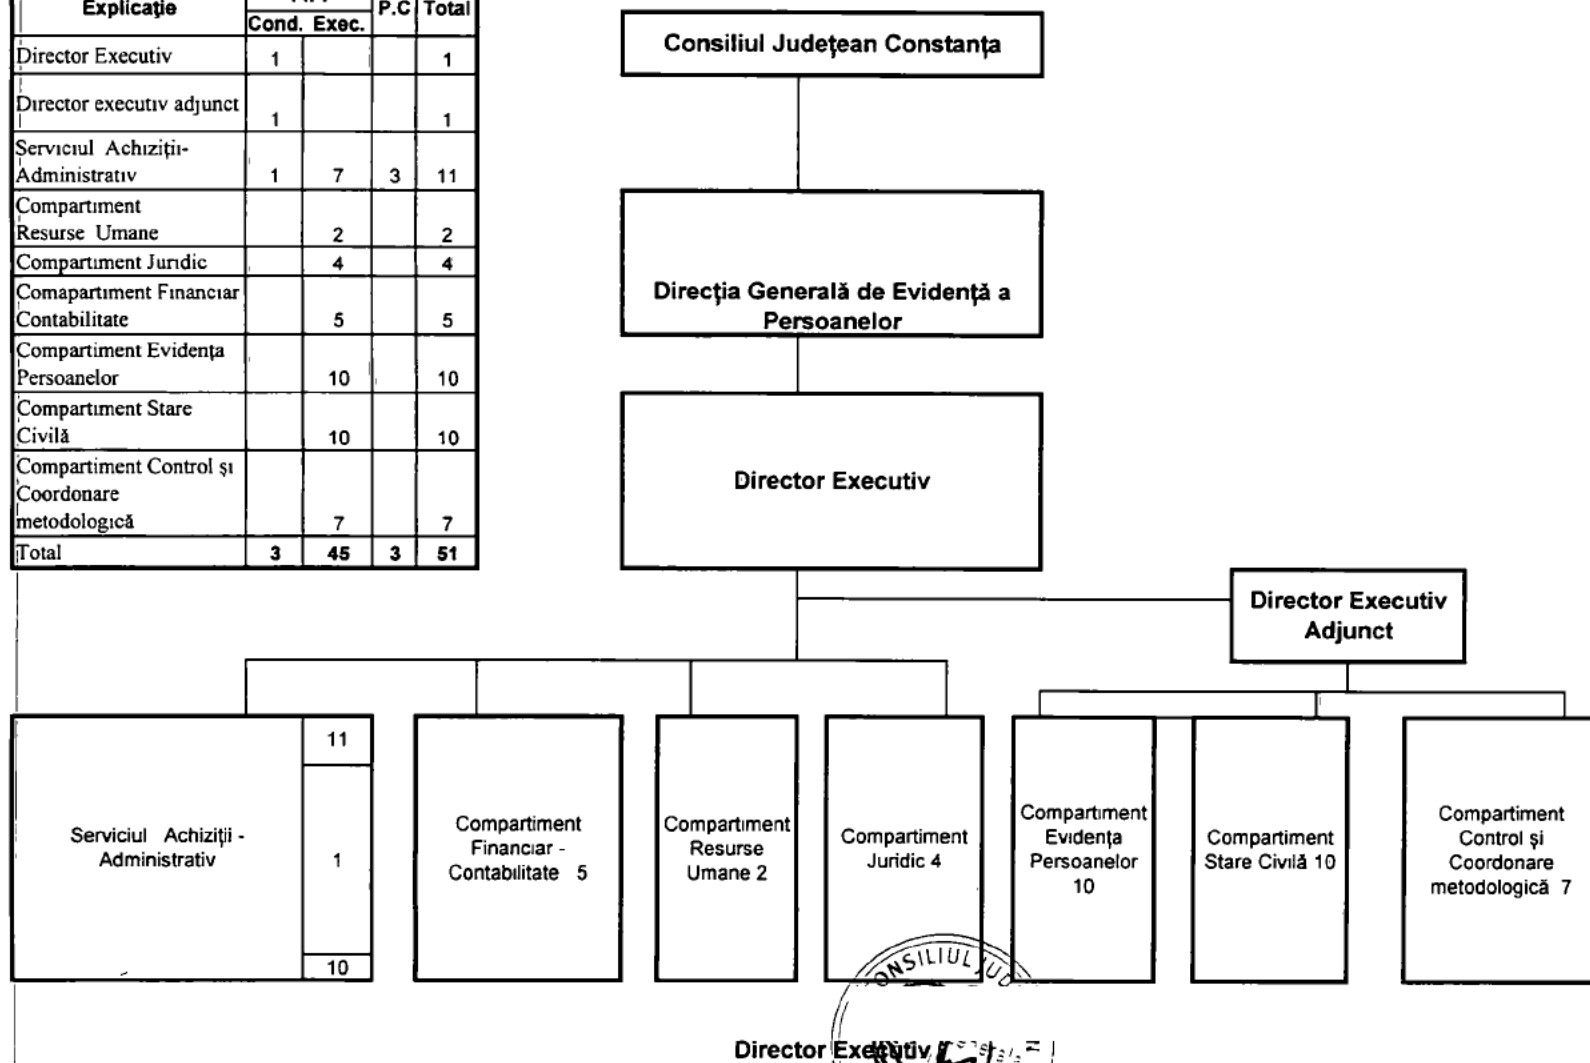 Explicaţie P.C Total
Cond. Exec.
Director Executiv 1 1
Director executiv adjunct
1 1
Serviciul Achiziţii-
Administrativ 1 7 3 11
Compartiment
Resurse Umane 2 2
Compartiment Juridic 4 4
Comapartiment Financiar
Contabilitate 5 5
Compartiment Evidenţa
Persoanelor 10 10
Compartiment Stare
Civilă 10 10
Compartiment Control şi
Coordonare
metodologică 7 7
Total 3 45 3 51
Consiliul Judeţean Constanţa
Direcţia Generală de Evidenţă a
Persoanelor
Director Executiv
Director Executiv
Adjunct
Serviciul Achiziţii -
Administrativ
11
1
10
Compartiment
Financiar -
Contabilitate 5
Compartiment
Resurse
Umane 2
Compartiment
Juridic 4
Compartiment
Evidenţa
Persoanelor
10
Compartiment
Stare Civilă 10
Compartiment
Control şi
Coordonare
metodologică 7
Director Executiv